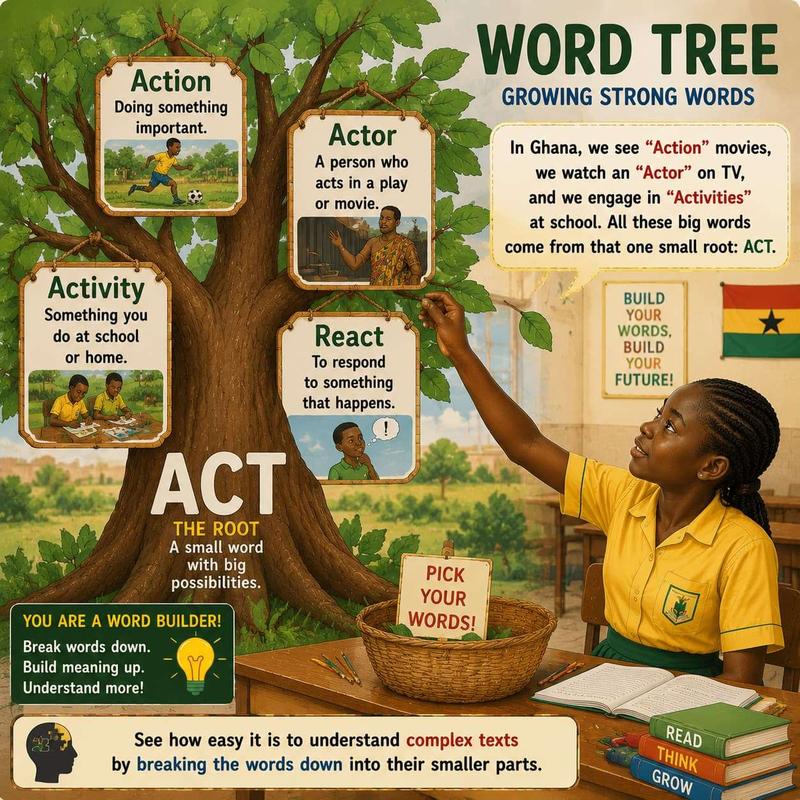 WORD TREE
GROWING STRONG WORDS
In Ghana, we see “Action” movies,
we watch an “Actor” on TV,
and we engage in “Activities”
at school. All these big words
come from that one small root: ACT.
Action
Doing something
important.
Actor
A person who
acts in a play
or movie.
Activity
Something you
do at school
or home.
React
To respond
to something
that happens.
!
BUILD
YOUR
WORDS,
BUILD
YOUR
FUTURE!
ACT
THE ROOT
A small word
with big
possibilities.
PICK
YOUR
WORDS!
YOU ARE A WORD BUILDER!
Break words down.
Build meaning up.
Understand more!
READ
THINK
GROW
See how easy it is to understand complex texts
by breaking the words down into their smaller parts.